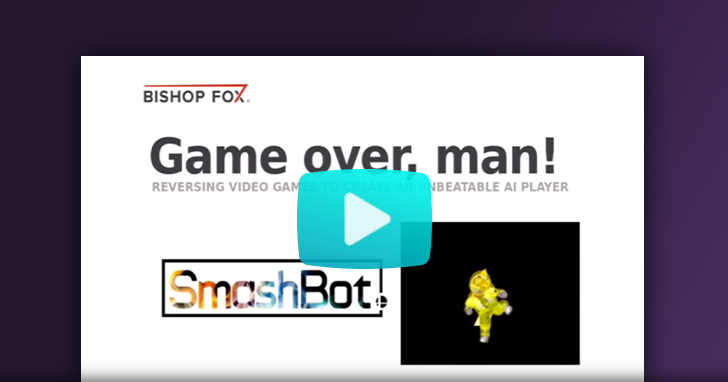 BISHOP FOX
Game over, man!
REVERSING VIDEO GAMES TO CREATE AN UNBEATABLE AI PLAYER
SmashBot